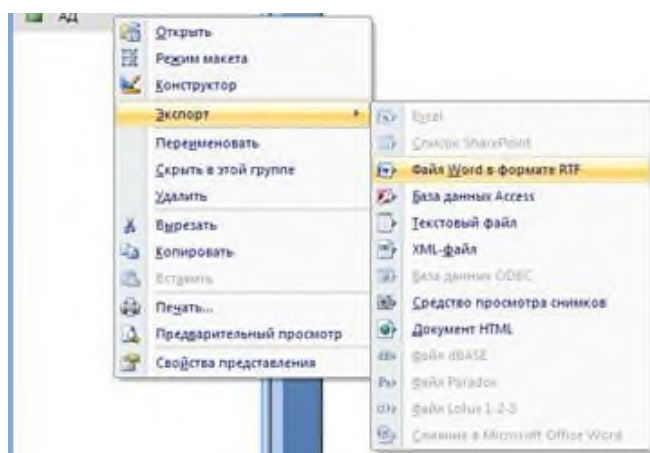 АД
Открыть
Режим макета
Конструктор
Экспорт
Переименовать
Скрыть в этой группе
Удалить
Вырезать
Копировать
Вставить
Печать...
Предварительный просмотр
Свойства представления
Excel
Список SharePoint
Файл Word в формате RTF
База данных Access
Текстовый файл
XML-файл
База данных ODBC
Средство просмотра снимков
Документ HTML
Файл dBASE
Файл Paradox
Файл Lotus 1-2-3
Слияние с Microsoft Office Word